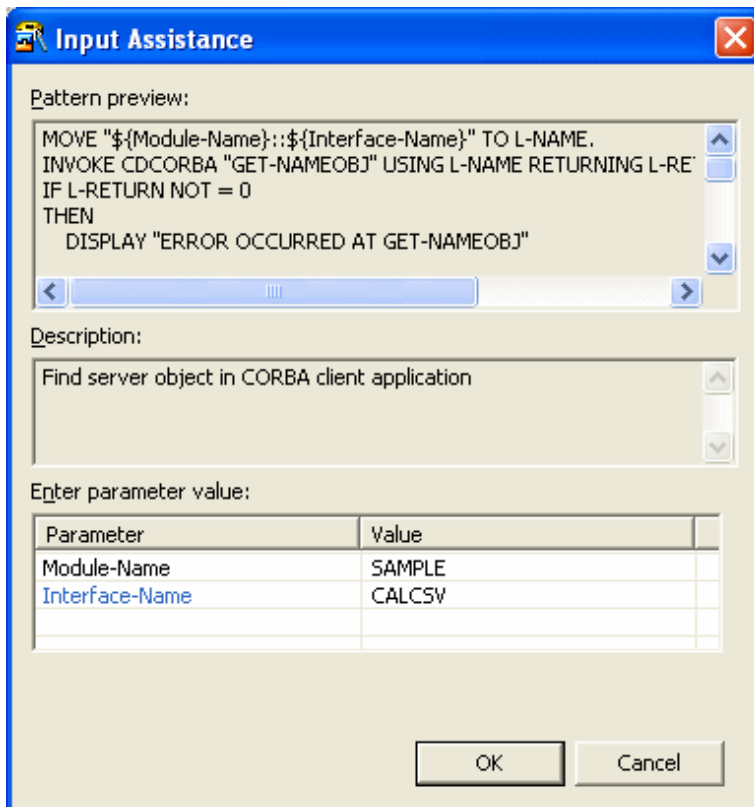 Input Assistance
Pattern preview:
MOVE "${Module-Name}::${Interface-Name}" TO L-NAME.
INVOKE CDCORBA "GET-NAMEOBJ" USING L-NAME RETURNING L-RE
IF L-RETURN NOT = 0
THEN
DISPLAY "ERROR OCCURRED AT GET-NAMEOBJ"
Description:
Find server object in CORBA client application
Enter parameter value:
Parameter Value
Module-Name SAMPLE
Interface-Name CALCSV
OK Cancel